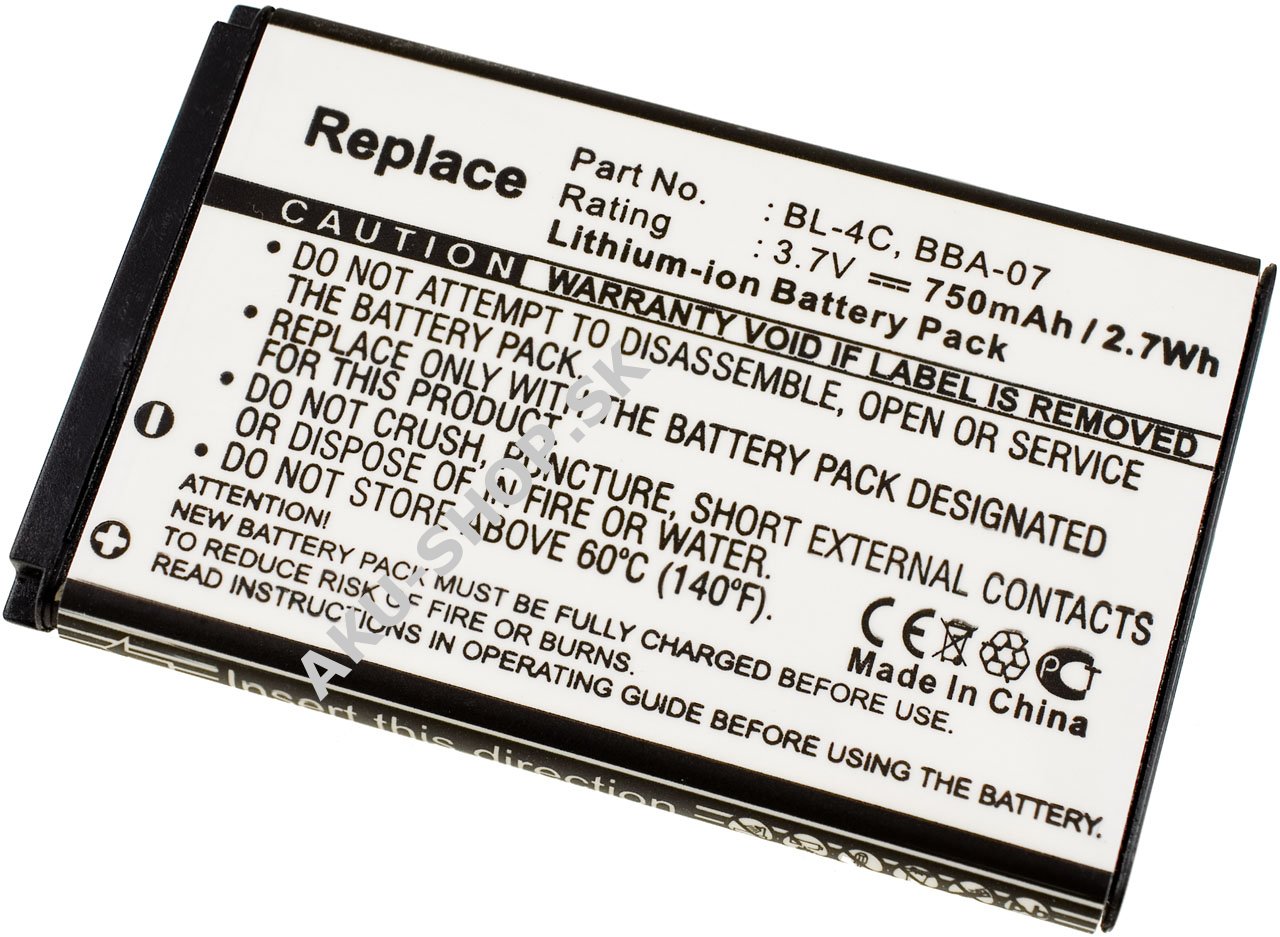 Replace
Part No. : BL-4C, BBA-07
Rating : 3.7V 750mAh / 2.7Wh
Lithium-ion Battery Pack
CAUTION WARRANTY VOID IF LABEL IS REMOVED
• DO NOT ATTEMPT TO DISASSEMBLE, OPEN OR SERVICE
THE BATTERY PACK.
• REPLACE ONLY WITH THE BATTERY PACK DESIGNATED
FOR THIS PRODUCT.
• DO NOT CRUSH, PUNCTURE, SHORT EXTERNAL CONTACTS
OR DISPOSE OF IN FIRE OR WATER.
• DO NOT STORE ABOVE 60ºC (140ºF).
ATTENTION!
NEW BATTERY PACK MUST BE FULLY CHARGED BEFORE USE.
TO REDUCE RISK OF FIRE OR BURNS.
READ INSTRUCTIONS IN OPERATING GUIDE BEFORE USING THE BATTERY.
CE
Made In China
Insert this direction
AKU-SHOP.SK